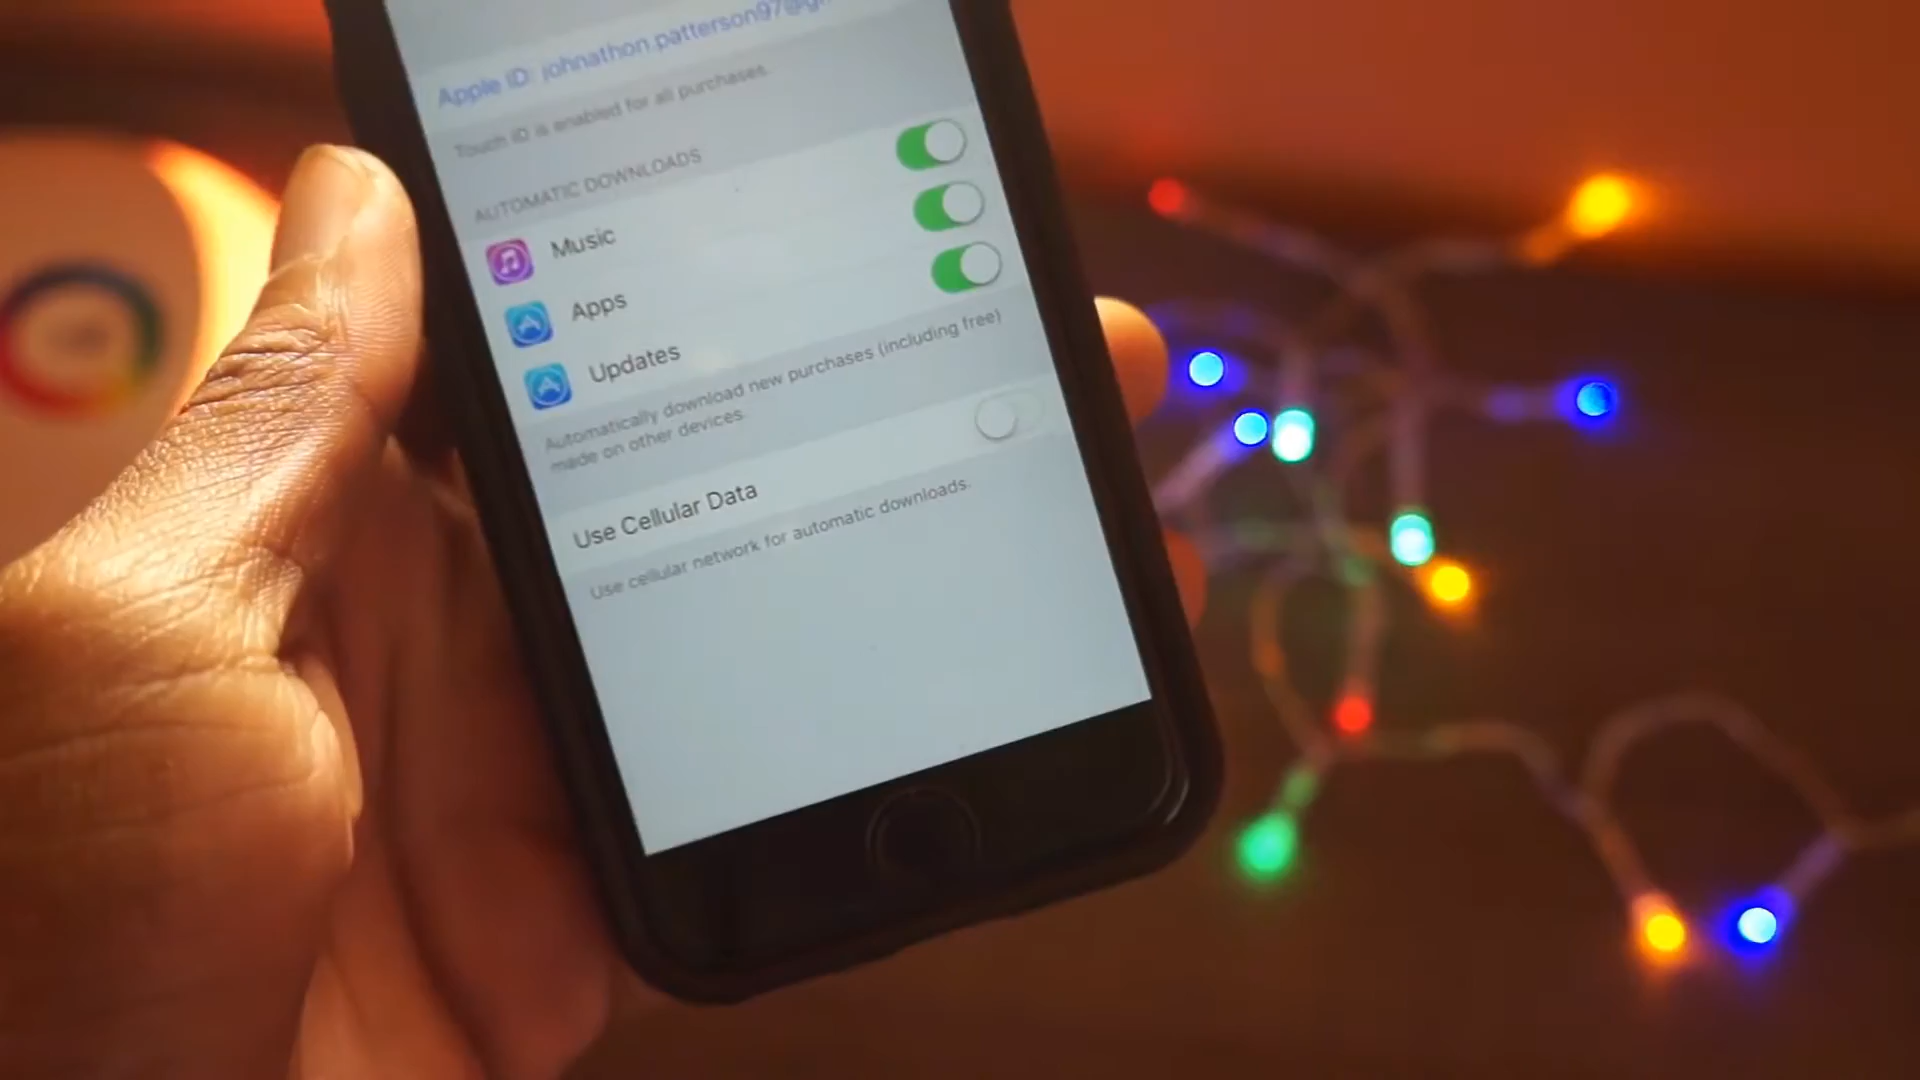 Apple ID: johnathon.patterson97@g
Touch ID is enabled for all purchases.
AUTOMATIC DOWNLOADS
Music
Apps
Updates
Automatically download new purchases (including free)
made on other devices.
Use Cellular Data
Use cellular network for automatic downloads.